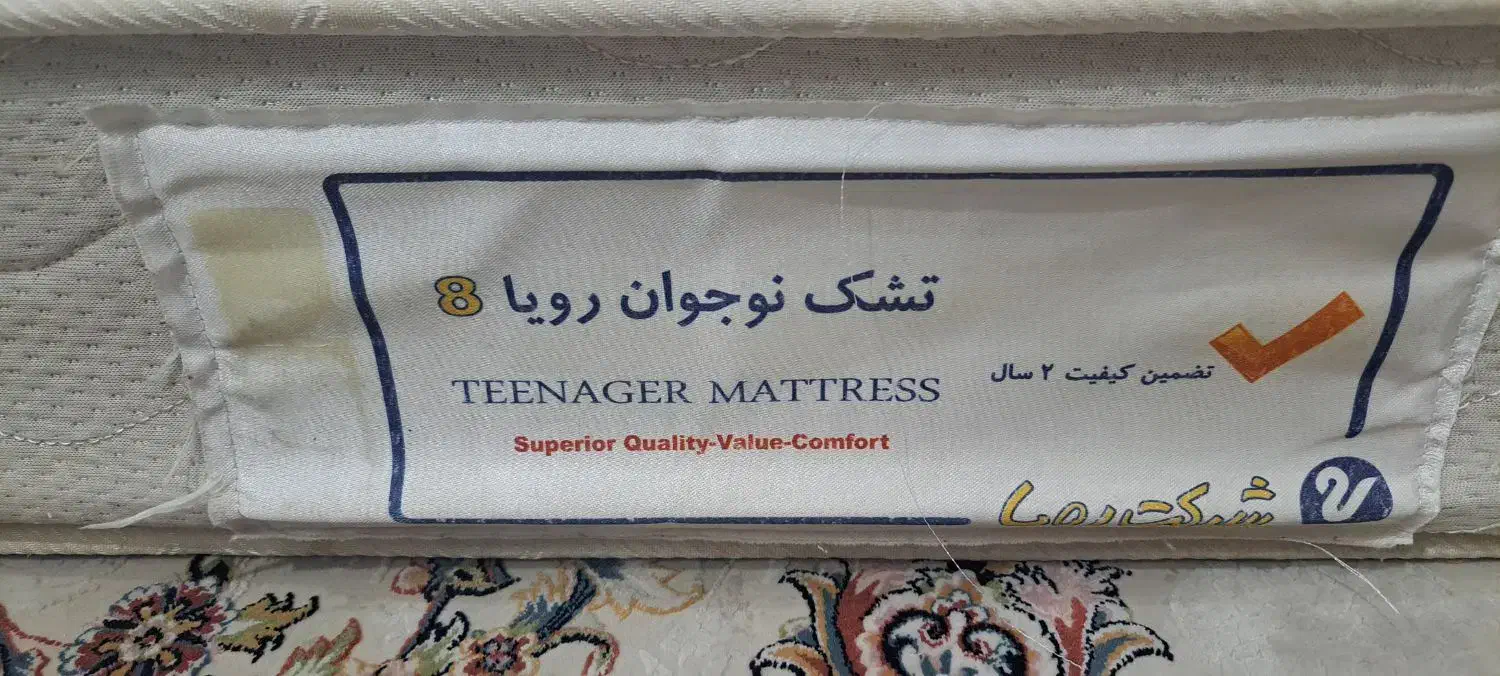 تشک نوجوان رویا 8
TEENAGER MATTRESS
Superior Quality-Value-Comfort
تضمین کیفیت ۲ سال
شرکت رویا